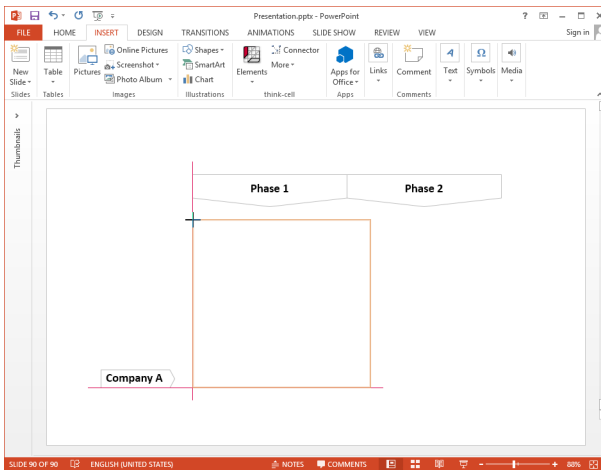 Presentation.pptx - PowerPoint
?
FILE HOME INSERT DESIGN TRANSITIONS ANIMATIONS SLIDE SHOW REVIEW VIEW Sign in
New Slide
Table
Pictures
Online Pictures
Screenshot
Photo Album
Shapes
SmartArt
Chart
Elements
Connector
More
Apps for Office
Links
Comment
Text
Symbols
Media
Slides Tables Images Illustrations think-cell Apps Comments
Thumbnails
Phase 1 Phase 2
Company A
SLIDE 90 OF 90 ENGLISH (UNITED STATES) NOTES COMMENTS 88%